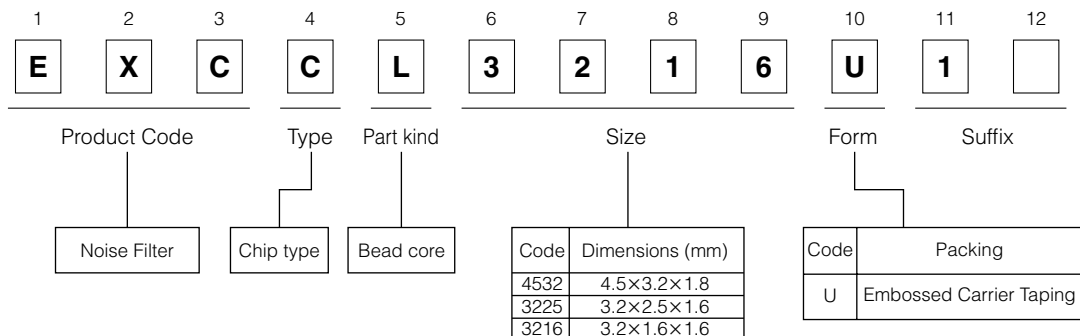 1 2 3 4 5 6 7 8 9 10 11 12
E X C C L 3 2 1 6 U 1
Product Code Type Part kind Size Form Suffix
Noise Filter Chip type Bead core
Code Dimensions (mm)
4532 4.5×3.2×1.8
3225 3.2×2.5×1.6
3216 3.2×1.6×1.6
Code Packing
U Embossed Carrier Taping